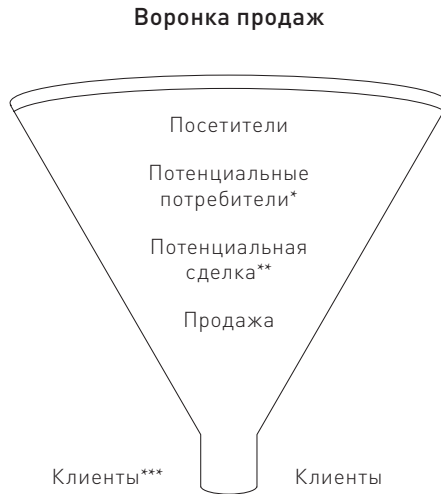 Воронка продаж
Посетители
Потенциальные
потребители*
Потенциальная
сделка**
Продажа
Клиенты*** Клиенты